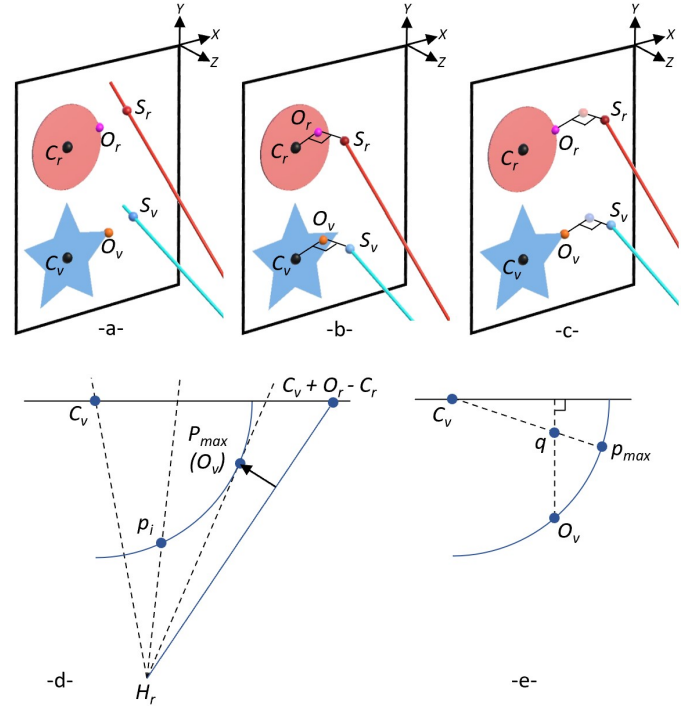 Y
X
Z
S_r
O_r
C_r
S_v
O_v
C_v
-a-
Y
X
Z
O_r
S_r
C_r
O_v
S_v
C_v
-b-
Y
X
Z
S_r
O_r
C_r
S_v
O_v
C_v
-c-
C_v + O_r - C_r
C_v
P_max
(O_v)
p_i
H_r
-d-
C_v
q
p_max
O_v
-e-